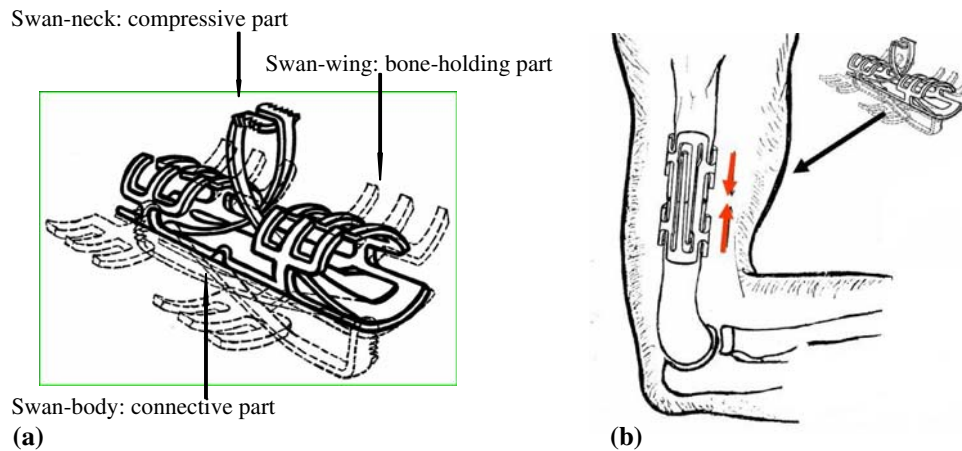 Swan-neck: compressive part
Swan-wing: bone-holding part
Swan-body: connective part
(a)
(b)